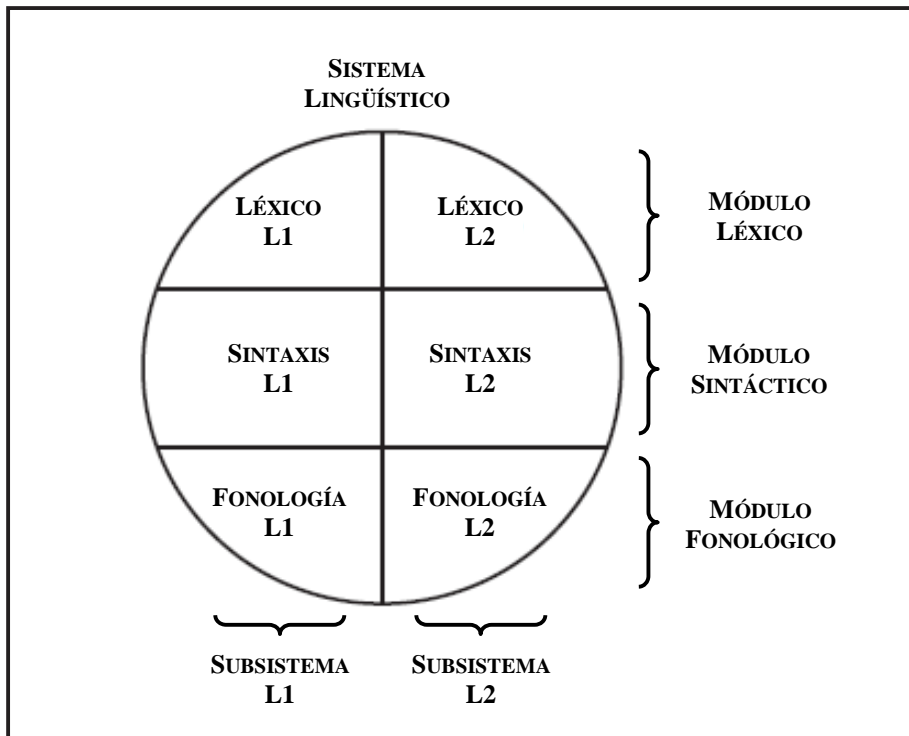 SISTEMA
LINGÜÍSTICO
LÉXICO
L1
LÉXICO
L2
MÓDULO
LÉXICO
SINTAXIS
L1
SINTAXIS
L2
MÓDULO
SINTÁCTICO
FONOLOGÍA
L1
FONOLOGÍA
L2
MÓDULO
FONOLÓGICO
SUBSISTEMA
L1
SUBSISTEMA
L2